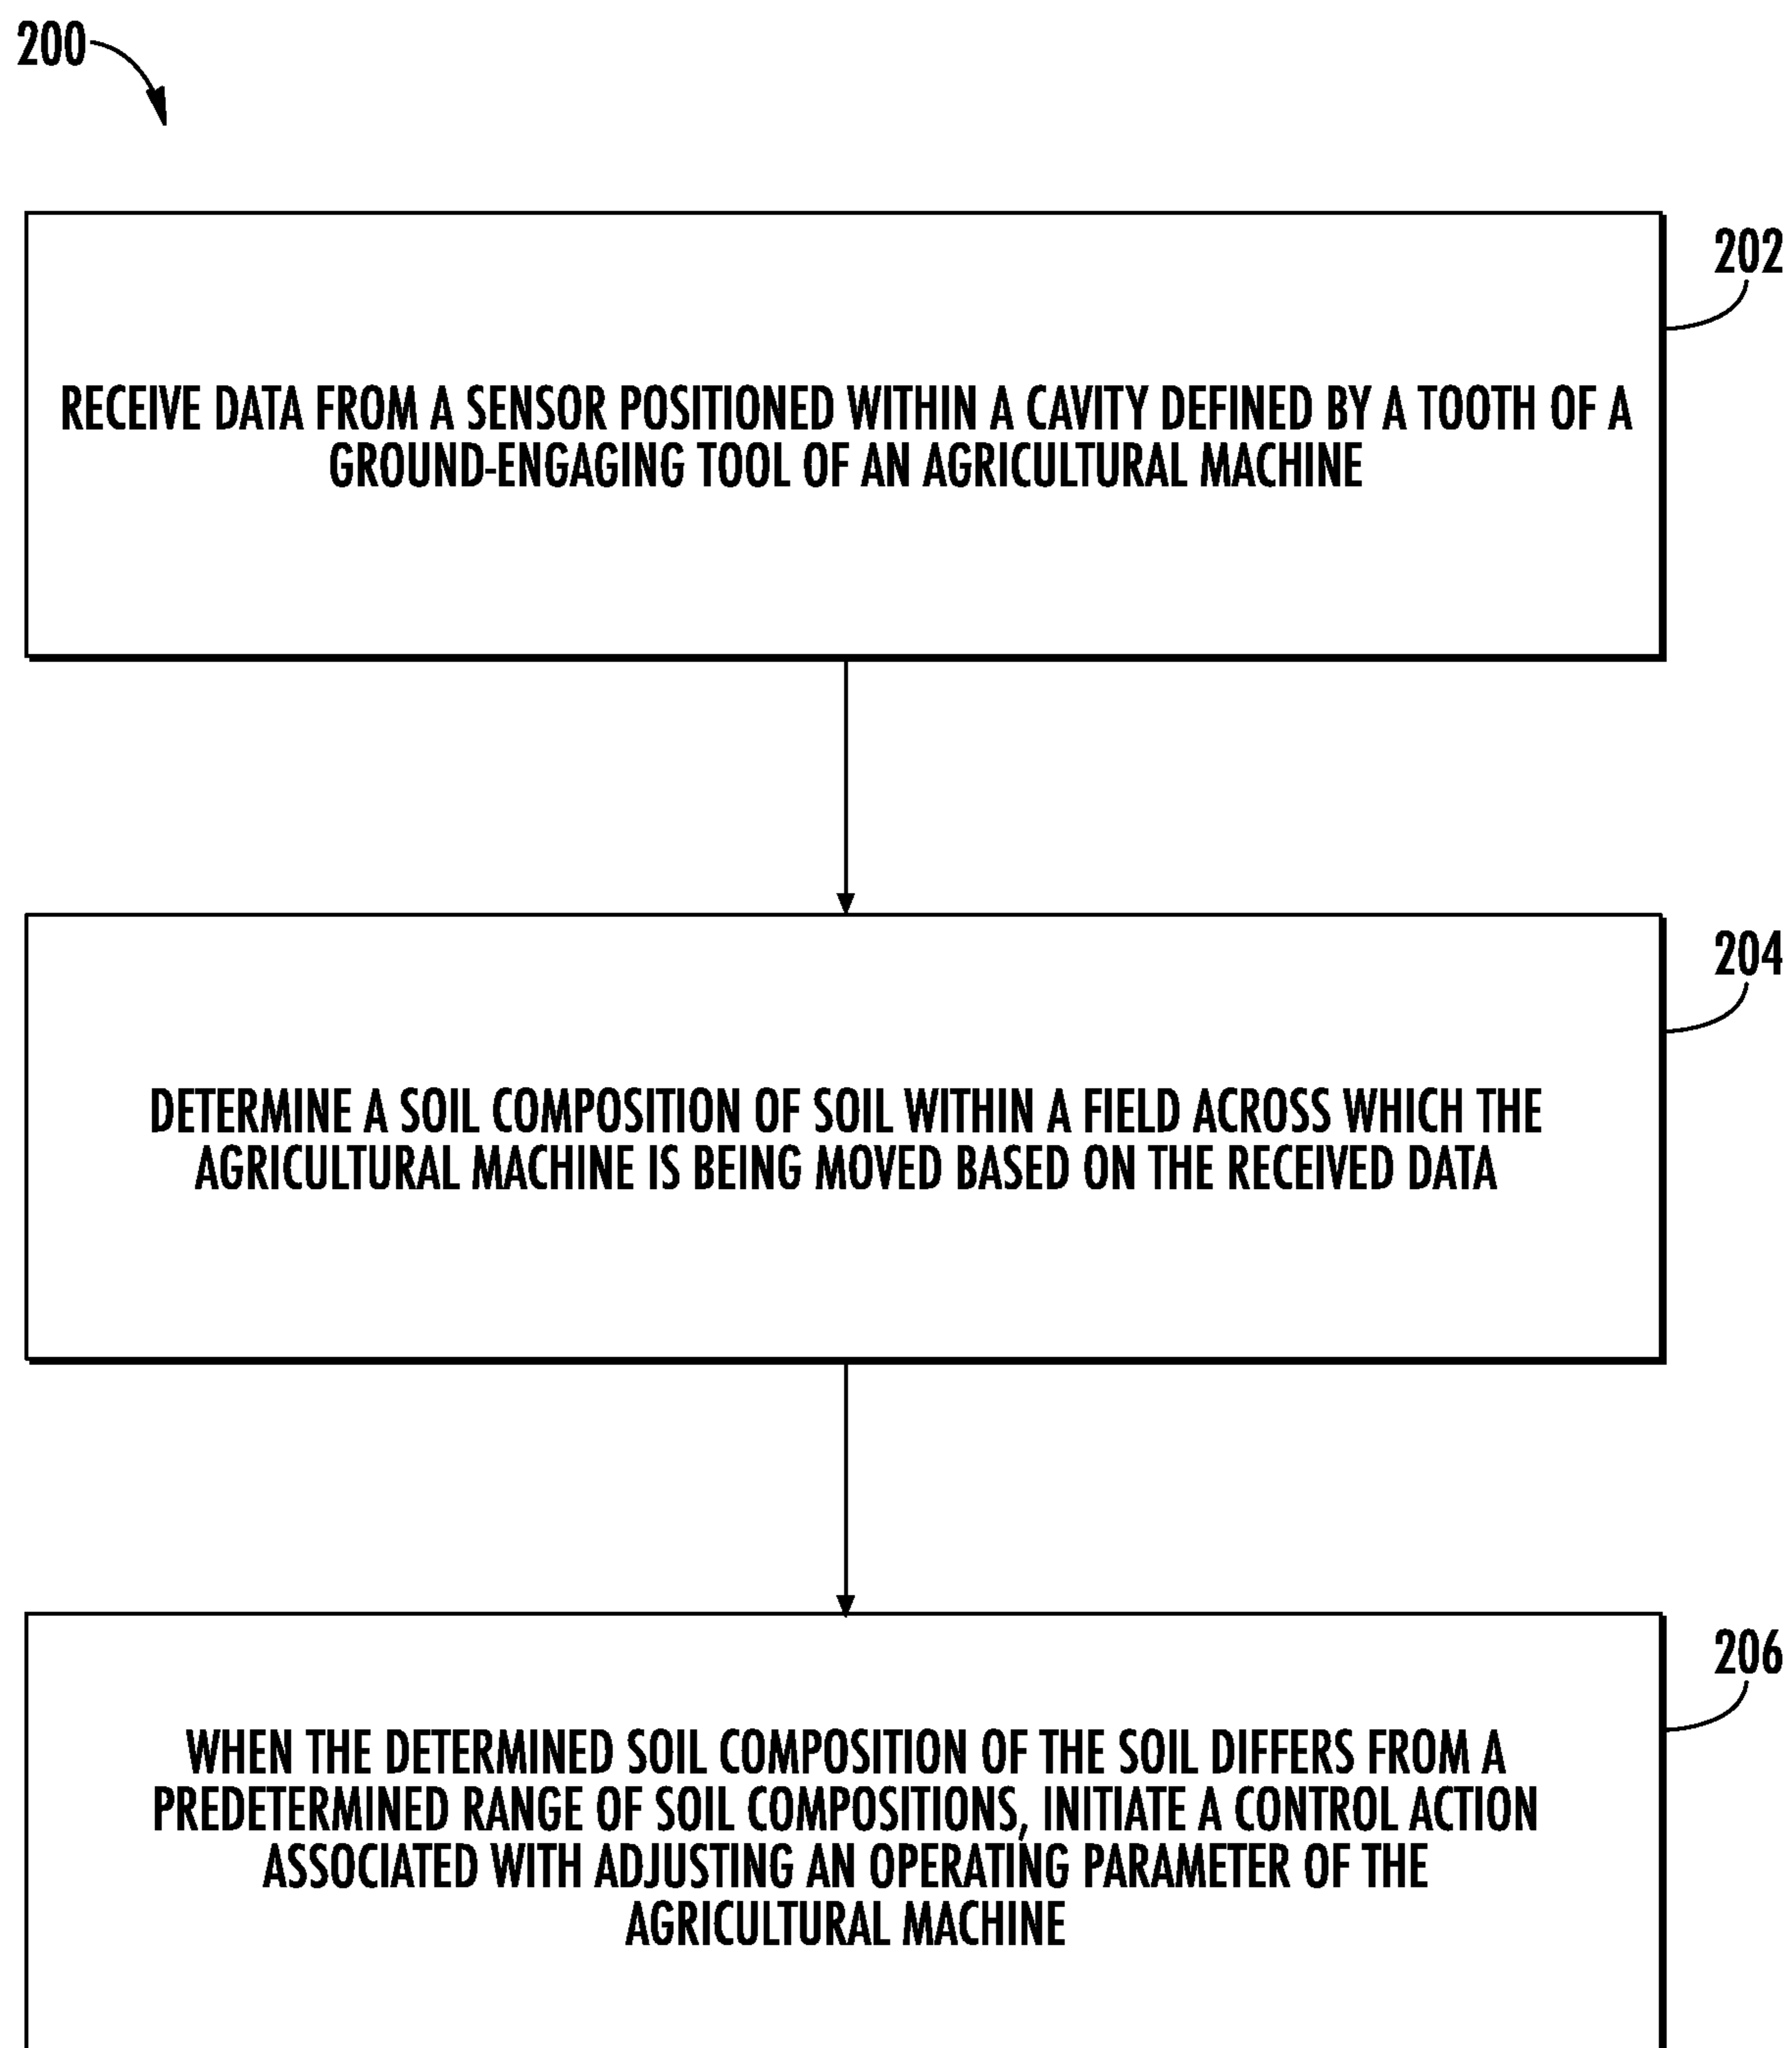 200
202
RECEIVE DATA FROM A SENSOR POSITIONED WITHIN A CAVITY DEFINED BY A TOOTH OF A
GROUND-ENGAGING TOOL OF AN AGRICULTURAL MACHINE
204
DETERMINE A SOIL COMPOSITION OF SOIL WITHIN A FIELD ACROSS WHICH THE
AGRICULTURAL MACHINE IS BEING MOVED BASED ON THE RECEIVED DATA
206
WHEN THE DETERMINED SOIL COMPOSITION OF THE SOIL DIFFERS FROM A
PREDETERMINED RANGE OF SOIL COMPOSITIONS, INITIATE A CONTROL ACTION
ASSOCIATED WITH ADJUSTING AN OPERATING PARAMETER OF THE
AGRICULTURAL MACHINE